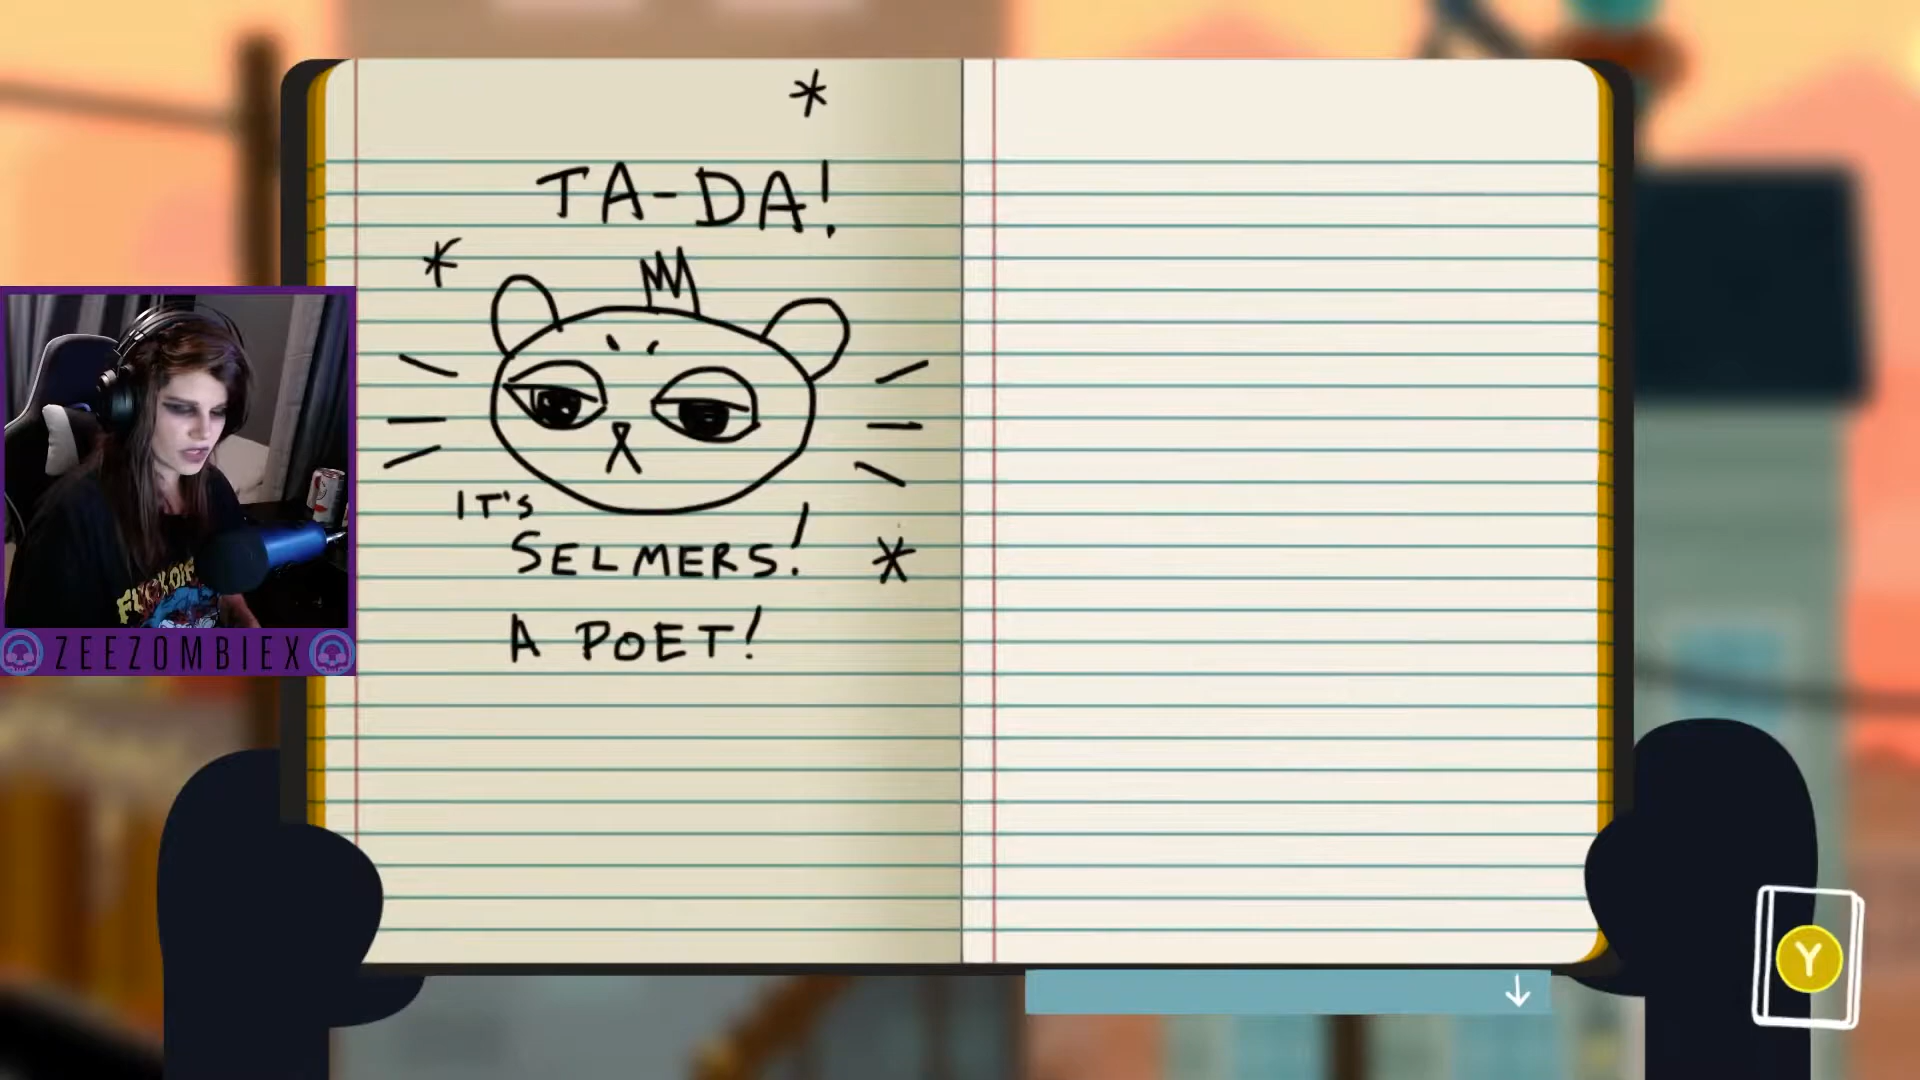 TA-DA!
IT'S
SELMERS!
A POET!
ZEEZOMBIEX
Y